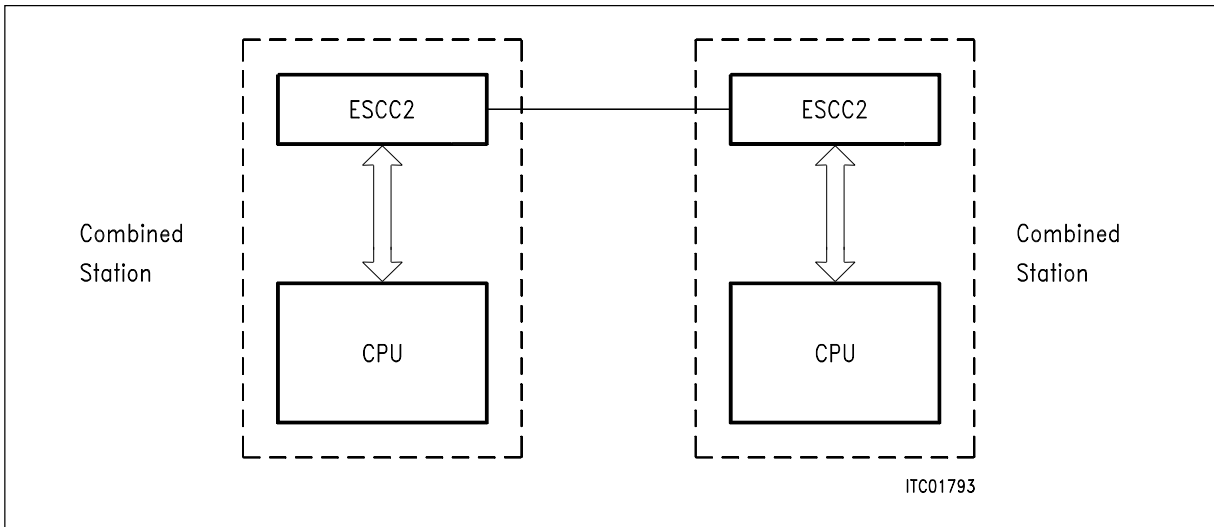 ESCC2
ESCC2
Combined
Station
Combined
Station
CPU
CPU
ITC01793